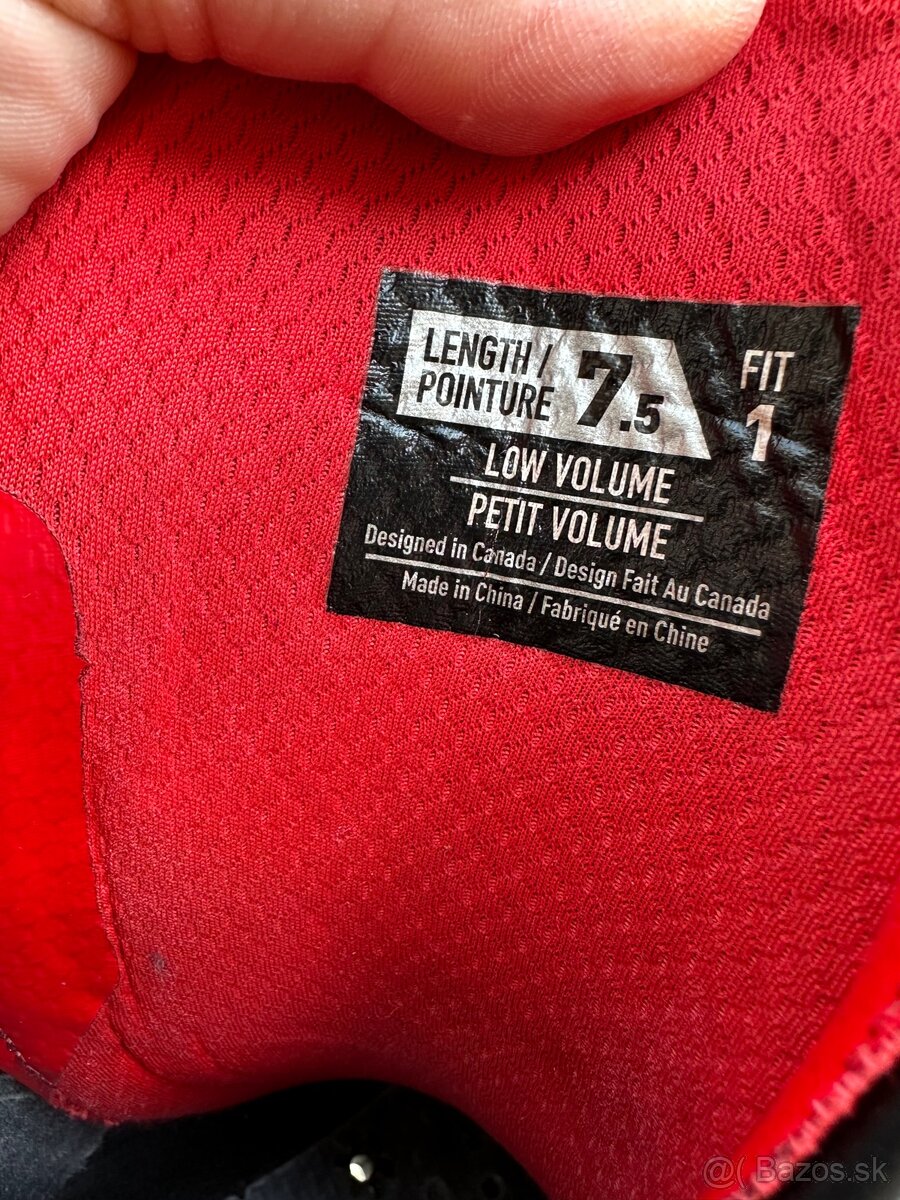 LENGTH / 7.5 FIT
POINTURE 1
LOW VOLUME
PETIT VOLUME
Designed in Canada / Design Fait Au Canada
Made in China / Fabriqué en Chine
@( Bazos.sk